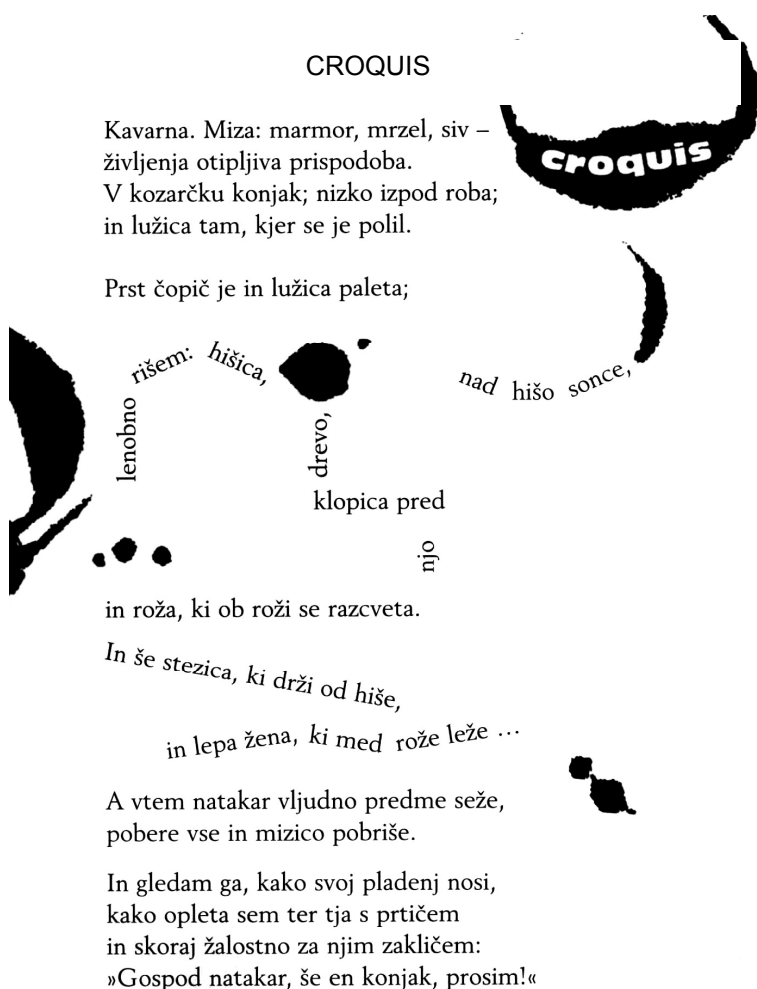 CROQUIS
croquis
Kavarna. Miza: marmor, mrzel, siv –
življenja otipljiva prispodoba.
V kozarčku konjak; nizko izpod roba;
in lužica tam, kjer se je polil.
Prst čopič je in lužica paleta;
lenobno
rišem: hišica,
drevo,
nad hišo sonce,
klopica pred
njo
in roža, ki ob roži se razcveta.
In še stezica, ki drži od hiše,
in lepa žena, ki med rože leže ...
A vtem natakar vljudno predme seže,
pobere vse in mizico pobriše.
In gledam ga, kako svoj pladenj nosi,
kako opleta sem ter tja s prtičem
in skoraj žalostno za njim zakličem:
»Gospod natakar, še en konjak, prosim!«